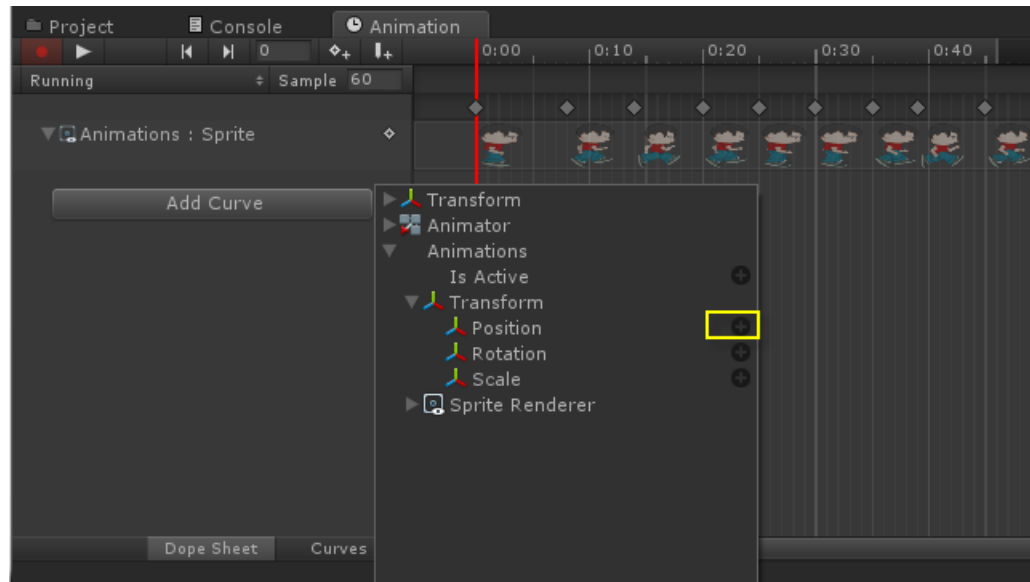 Project Console Animation
0 0:00 0:10 0:20 0:30 0:40
Running Sample 60
Animations : Sprite
Add Curve
Transform
Animator
Animations
Is Active
Transform
Position
Rotation
Scale
Sprite Renderer
Dope Sheet Curves